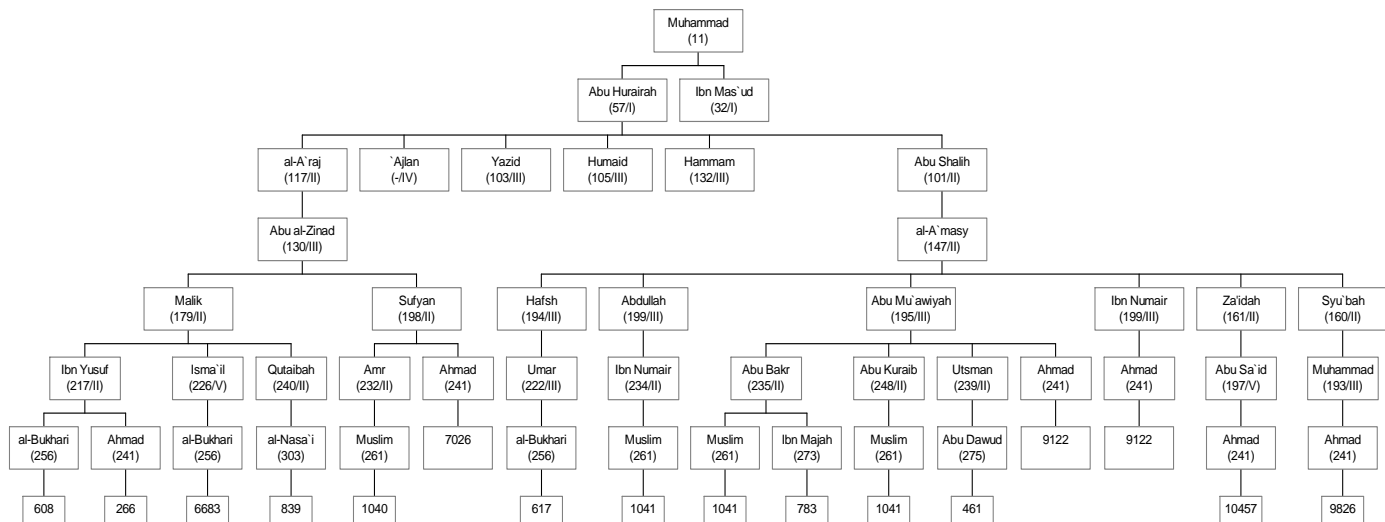 Muhammad
(11)
Abu Hurairah
(57/I)
Ibn Mas`ud
(32/I)
al-A`raj
(117/II)
`Ajlan
(-/IV)
Yazid
(103/III)
Humaid
(105/III)
Hammam
(132/III)
Abu Shalih
(101/II)
Abu al-Zinad
(130/III)
al-A`masy
(147/II)
Malik
(179/II)
Sufyan
(198/II)
Hafsh
(194/III)
Abdullah
(199/III)
Abu Mu`awiyah
(195/III)
Ibn Numair
(199/III)
Za'idah
(161/II)
Syu`bah
(160/II)
Ibn Yusuf
(217/II)
Isma`il
(226/V)
Qutaibah
(240/II)
Amr
(232/II)
Ahmad
(241)
Umar
(222/III)
Ibn Numair
(234/II)
Abu Bakr
(235/II)
Abu Kuraib
(248/II)
Utsman
(239/II)
Ahmad
(241)
Ahmad
(241)
Abu Sa`id
(197/V)
Muhammad
(193/III)
al-Bukhari
(256)
Ahmad
(241)
al-Bukhari
(256)
al-Nasa`i
(303)
Muslim
(261)
7026
al-Bukhari
(256)
Muslim
(261)
Muslim
(261)
Ibn Majah
(273)
Muslim
(261)
Abu Dawud
(275)
9122
9122
Ahmad
(241)
Ahmad
(241)
608
266
6683
839
1040
617
1041
1041
783
1041
461
10457
9826